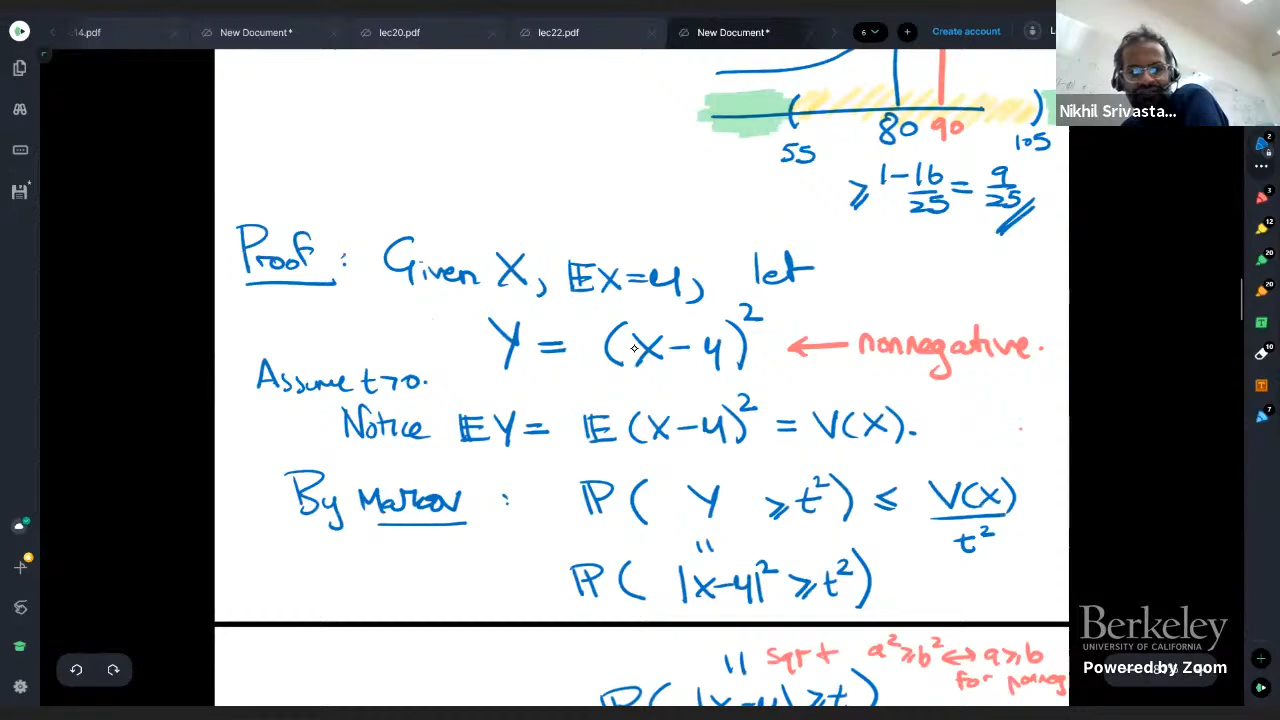 14.pdf New Document* lec20.pdf lec22.pdf New Document* 6 Create account
Nikhil Srivasta...
55 80 90 105
≥ 1-16/25 = 9/25
Proof: Given X, EX=μ, let
Y = (X-μ)² ← nonnegative.
Assume t>0.
Notice EY = E(X-μ)² = V(X).
By Markov: P( Y ≥t²) ≤ V(X)/t²
"
P( |X-μ|² ≥ t²)
" sqrt a²≥b² ↔ a≥b
for nonneg
P( |X-μ| ≥ t)
Berkeley
UNIVERSITY OF CALIFORNIA
Powered by Zoom